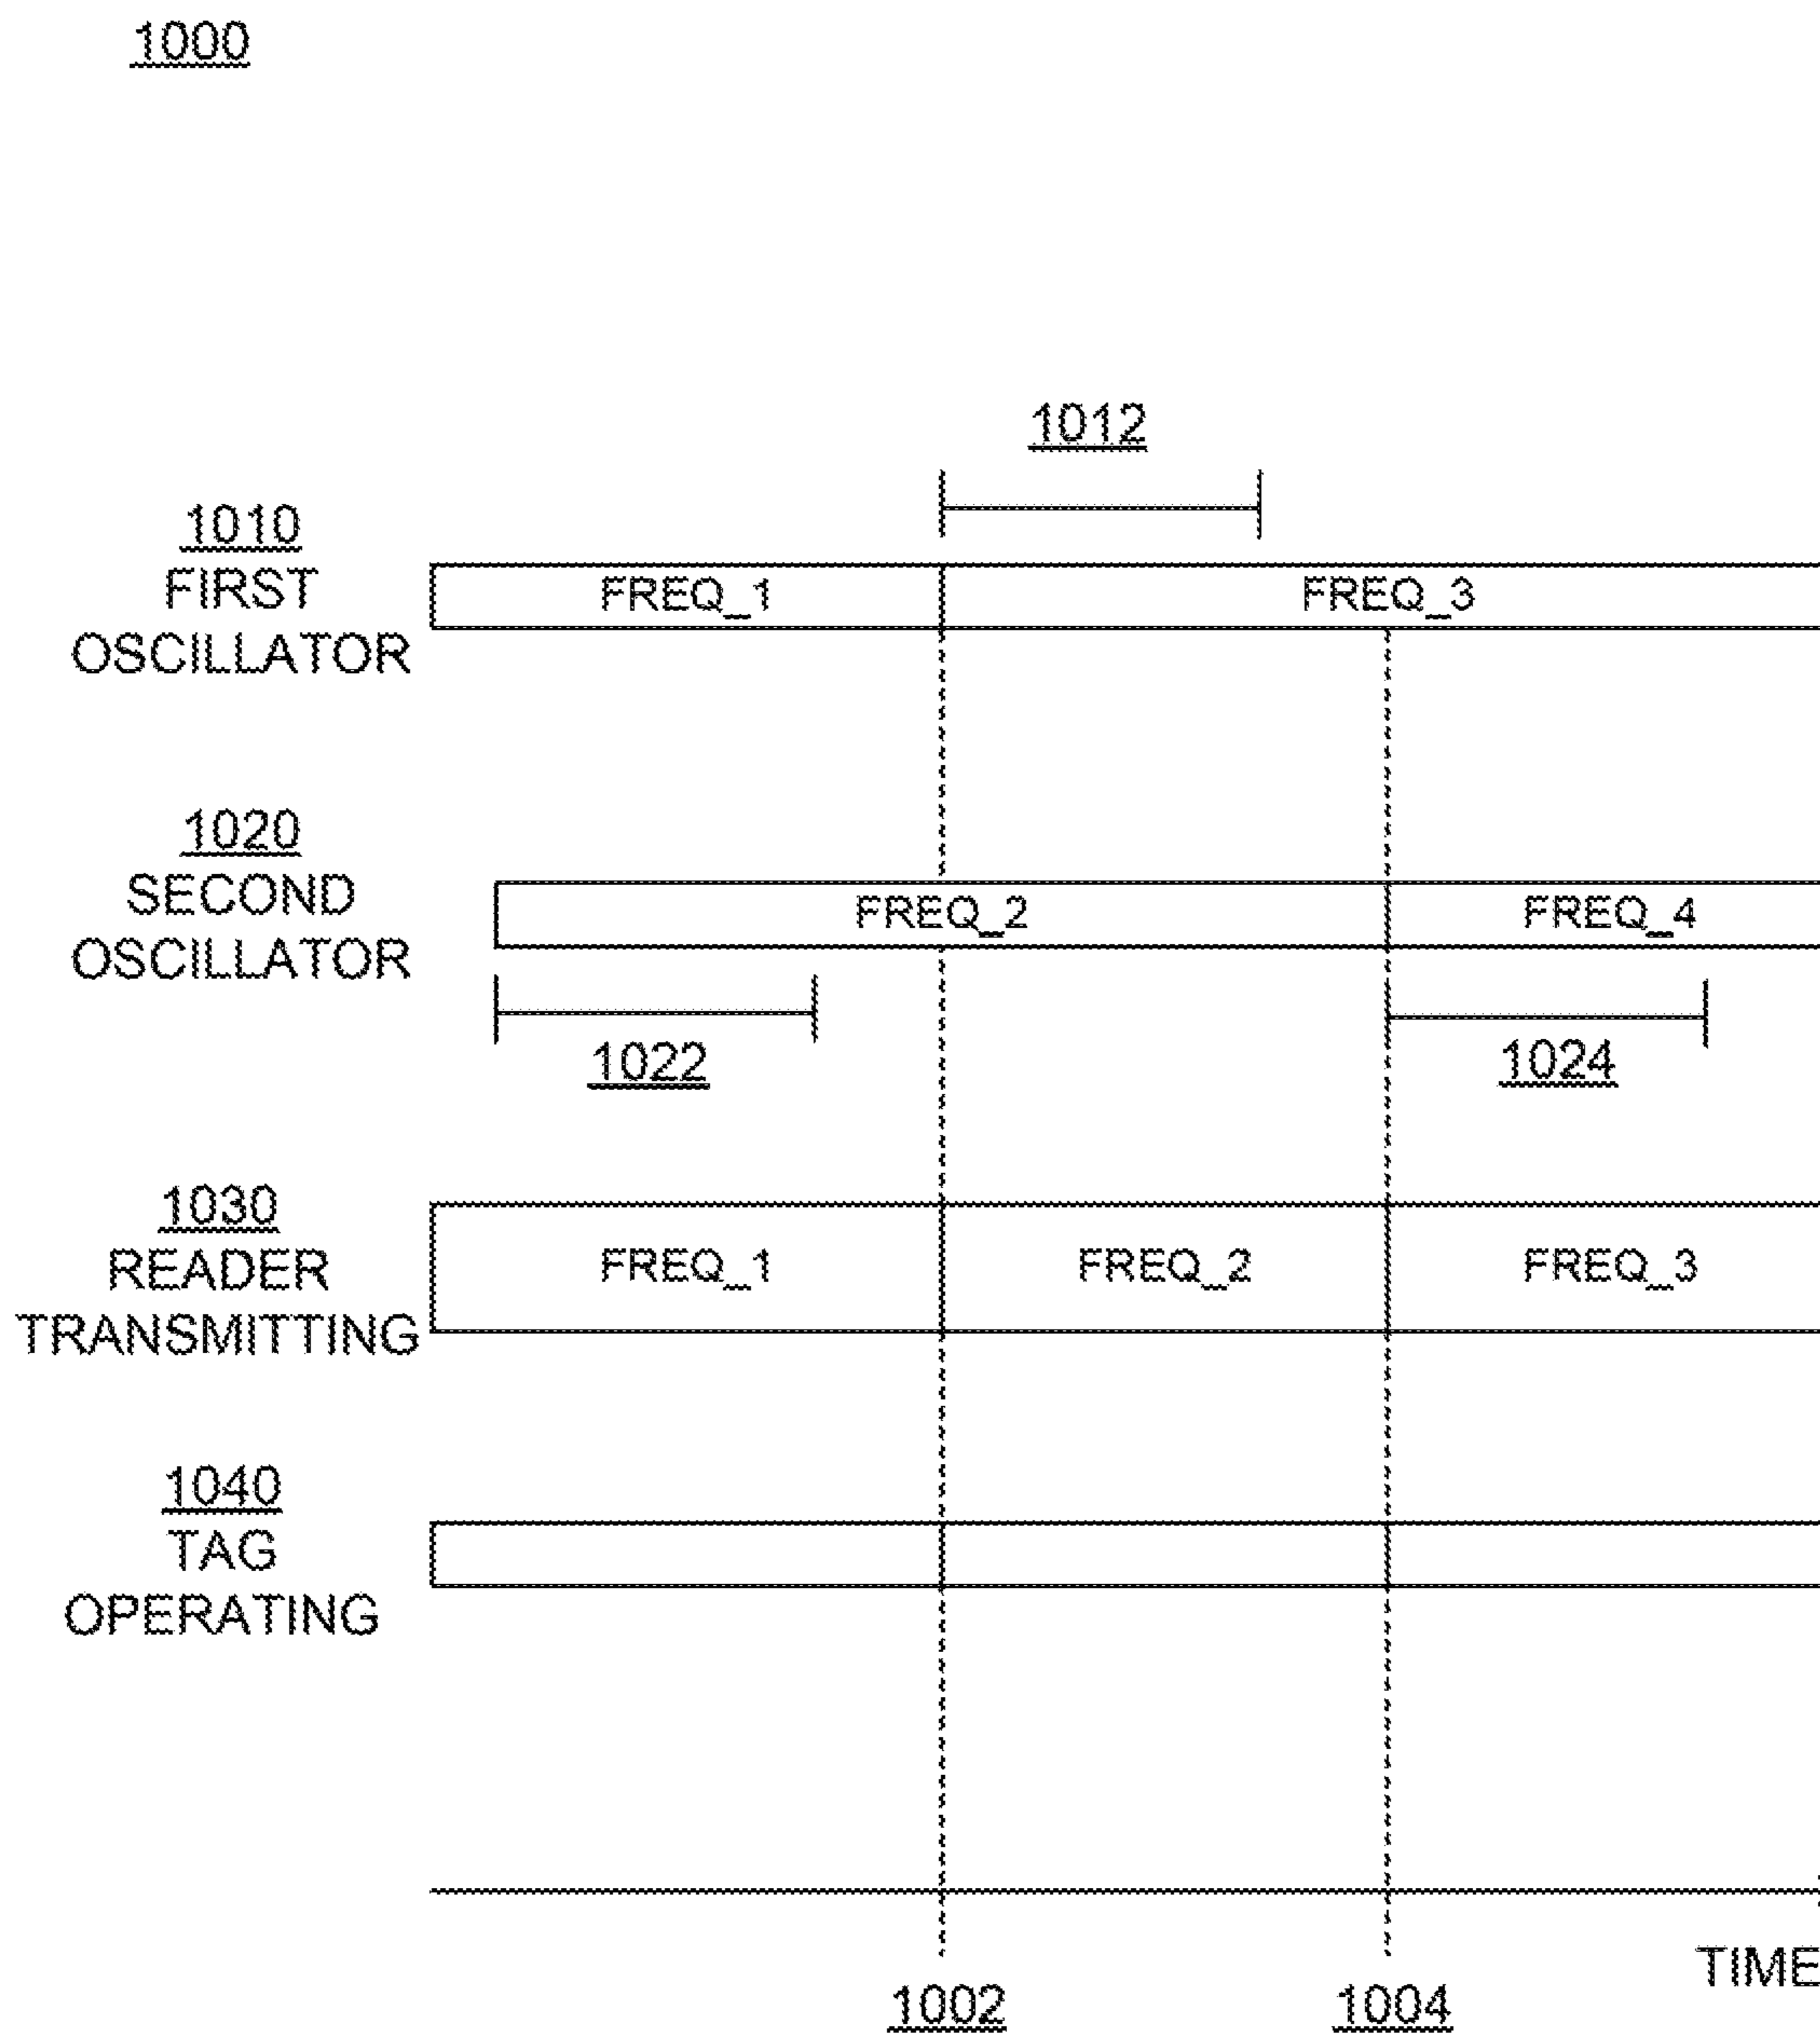 1000
1012
1010
FIRST
OSCILLATOR
FREQ_1
FREQ_3
1020
SECOND
OSCILLATOR
FREQ_2
FREQ_4
1022
1024
1030
READER
TRANSMITTING
FREQ_1
FREQ_2
FREQ_3
1040
TAG
OPERATING
TIME
1002
1004